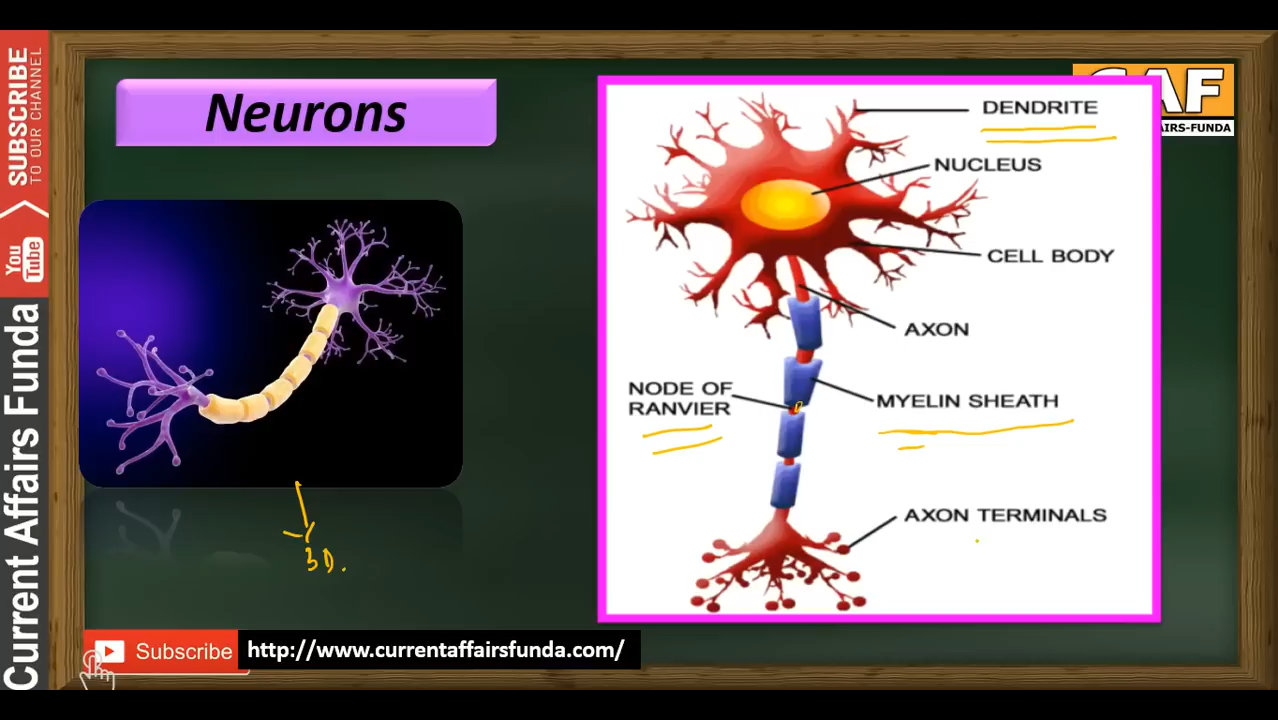 SUBSCRIBE
TO OUR CHANNEL
You
Tube
Current Affairs Funda
Neurons
3D.
DENDRITE
NUCLEUS
CELL BODY
AXON
NODE OF
RANVIER
MYELIN SHEATH
AXON TERMINALS
AIRS-FUNDA
Subscribe
http://www.currentaffairsfunda.com/